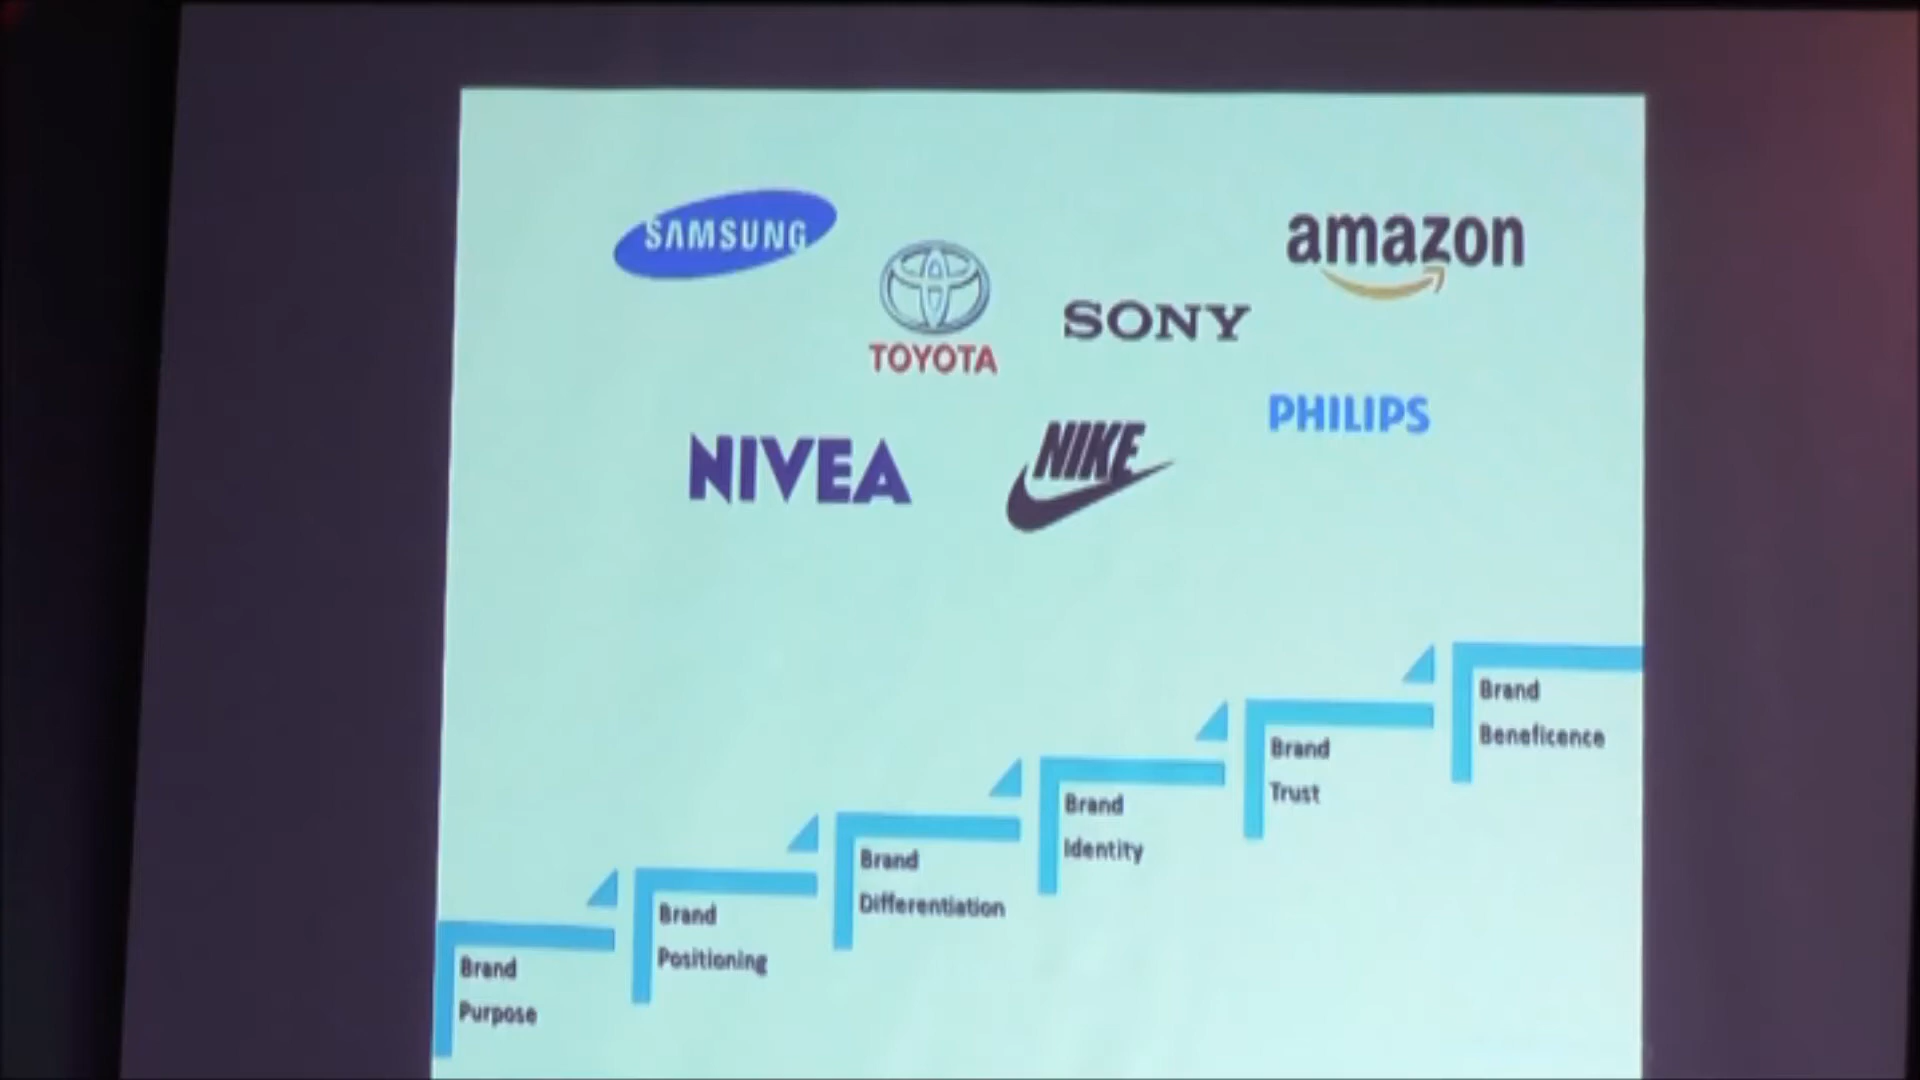 SAMSUNG
TOYOTA
SONY
amazon
NIVEA
NIKE
PHILIPS
Brand
Purpose
Brand
Positioning
Brand
Differentiation
Brand
Identity
Brand
Trust
Brand
Beneficence